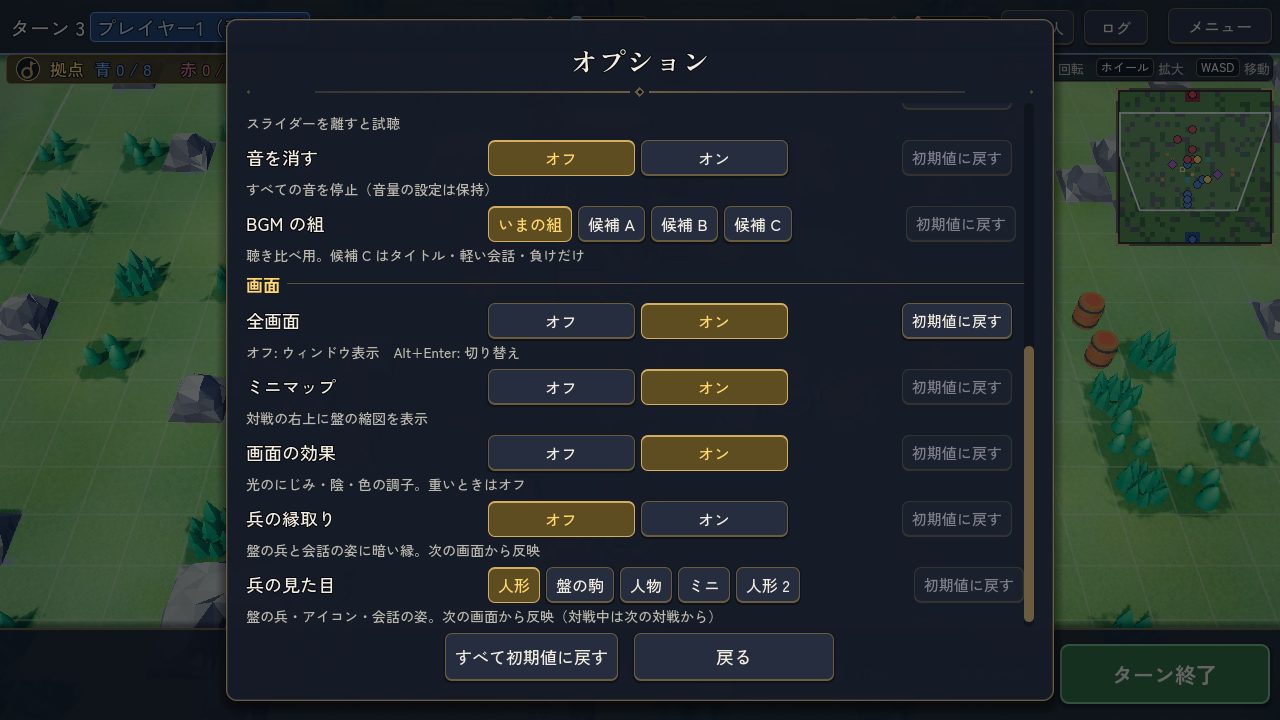 ターン 3 プレイヤー1
ログ
メニュー
拠点 青 0 / 8 赤 0 /
回転 ホイール 拡大 WASD 移動
オプション
スライダーを離すと試聴
音を消す オフ オン 初期値に戻す
すべての音を停止（音量の設定は保持）
BGM の組 いまの組 候補 A 候補 B 候補 C 初期値に戻す
聴き比べ用。候補 C はタイトル・軽い会話・負けだけ
画面
全画面 オフ オン 初期値に戻す
オフ: ウィンドウ表示 Alt+Enter: 切り替え
ミニマップ オフ オン 初期値に戻す
対戦の右上に盤の縮図を表示
画面の効果 オフ オン 初期値に戻す
光のにじみ・陰・色の調子。重いときはオフ
兵の縁取り オフ オン 初期値に戻す
盤の兵と会話の姿に暗い縁。次の画面から反映
兵の見た目 人形 盤の駒 人物 ミニ 人形 2 初期値に戻す
盤の兵・アイコン・会話の姿。次の画面から反映（対戦中は次の対戦から）
すべて初期値に戻す 戻る
ターン終了